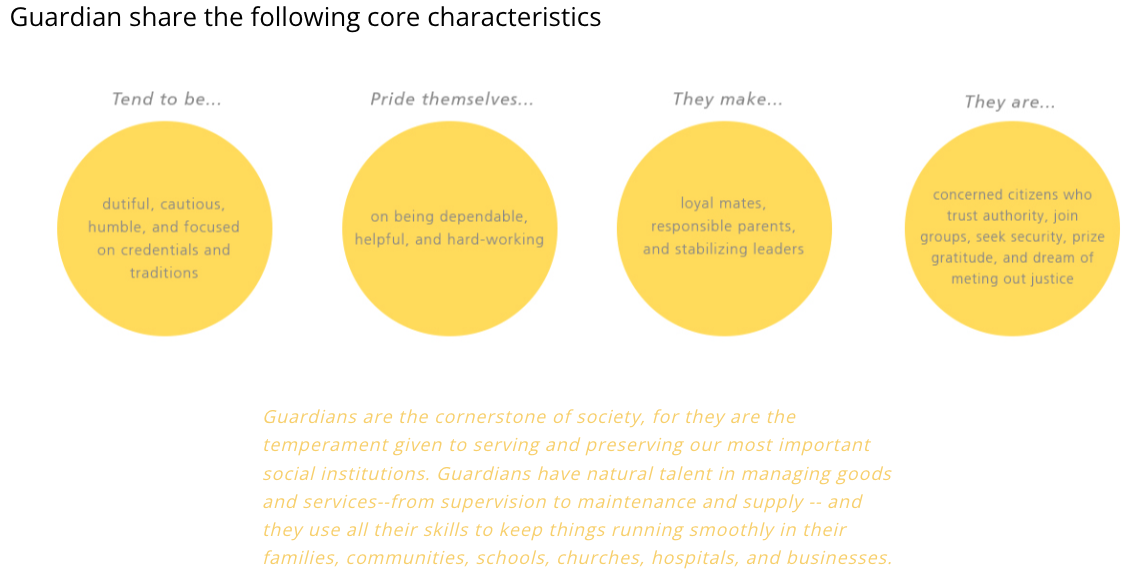 Guardian share the following core characteristics
Tend to be...
dutiful, cautious,
humble, and focused
on credentials and
traditions
Pride themselves...
on being dependable,
helpful, and hard-working
They make...
loyal mates,
responsible parents,
and stabilizing leaders
They are...
concerned citizens who
trust authority, join
groups, seek security, prize
gratitude, and dream of
meting out justice
Guardians are the cornerstone of society, for they are the
temperament given to serving and preserving our most important
social institutions. Guardians have natural talent in managing goods
and services--from supervision to maintenance and supply -- and
they use all their skills to keep things running smoothly in their
families, communities, schools, churches, hospitals, and businesses.